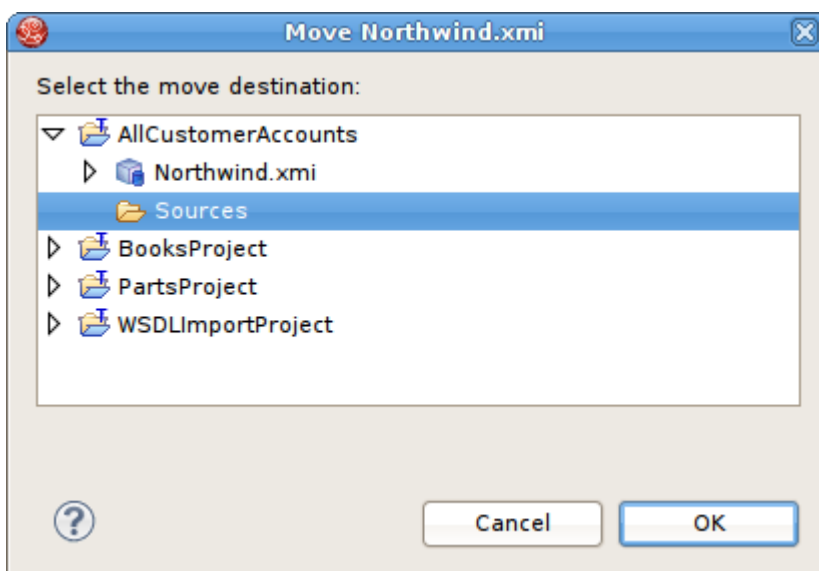 Move Northwind.xmi
Select the move destination:
AllCustomerAccounts
Northwind.xmi
Sources
BooksProject
PartsProject
WSDLImportProject
?
Cancel OK